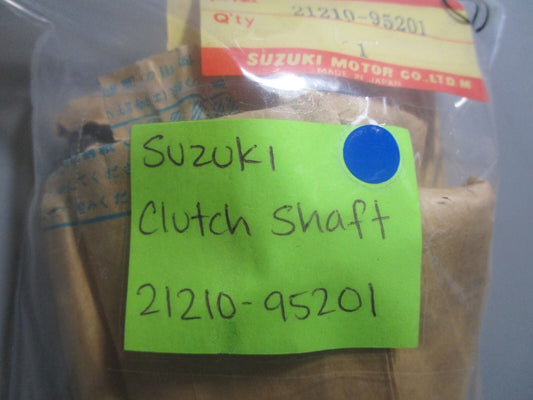 Q'ty
21210-95201
1
SUZUKI MOTOR CO.,LTD.
MADE IN JAPAN
Suzuki
Clutch Shaft
21210-95201